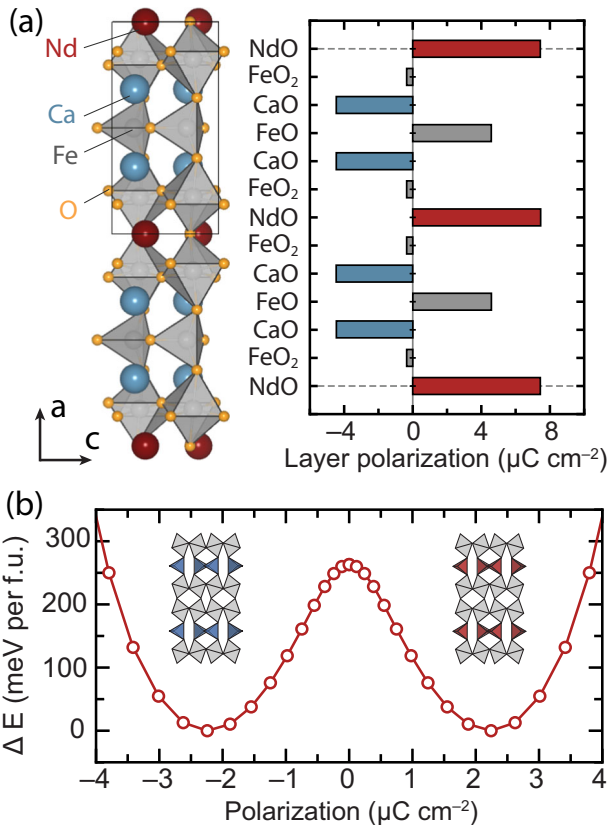 (a)
Nd
Ca
Fe
O
a
c
NdO
FeO₂
CaO
FeO
CaO
FeO₂
NdO
FeO₂
CaO
FeO
CaO
FeO₂
NdO
–4 0 4 8
Layer polarization (μC cm⁻²)
(b)
300
200
100
0
ΔE (meV per f.u.)
–4 –3 –2 –1 0 1 2 3 4
Polarization (μC cm⁻²)